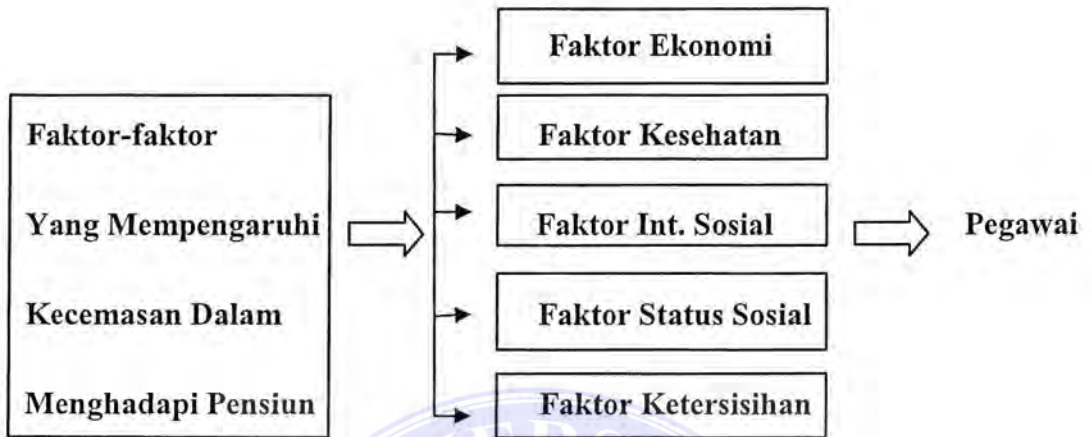 Faktor-faktor
Yang Mempengaruhi
Kecemasan Dalam
Menghadapi Pensiun
Faktor Ekonomi
Faktor Kesehatan
Faktor Int. Sosial
Faktor Status Sosial
Faktor Ketersisihan
Pegawai